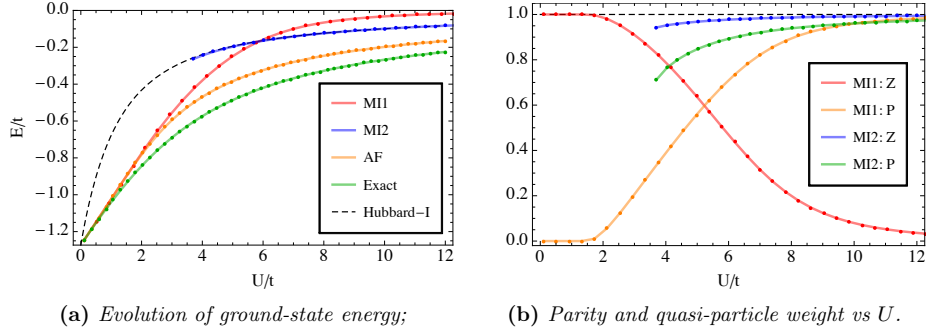 0.0
−0.2
−0.4
−0.6
−0.8
−1.0
−1.2
E/t
0 2 4 6 8 10 12
U/t
MI1
MI2
AF
Exact
Hubbard−I
(a) Evolution of ground-state energy;
1.0
0.8
0.6
0.4
0.2
0.0
0 2 4 6 8 10 12
U/t
MI1: Z
MI1: P
MI2: Z
MI2: P
(b) Parity and quasi-particle weight vs U.